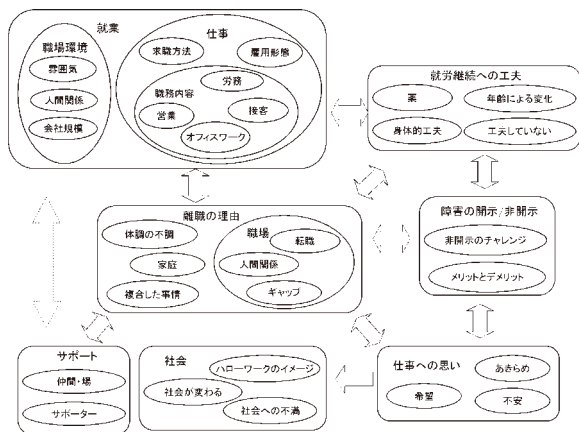 就業
職場環境
雰囲気
人間関係
会社規模
仕事
求職方法
雇用形態
職務内容
労務
営業
接客
オフィスワーク
就労継続への工夫
薬
年齢による変化
身体的工夫
工夫していない
離職の理由
体調の不調
家庭
複合した事情
職場
転職
人間関係
ギャップ
障害の開示/非開示
非開示のチャレンジ
メリットとデメリット
サポート
仲間・場
サポーター
社会
ハローワークのイメージ
社会が変わる
社会への不満
仕事への思い
あきらめ
希望
不安